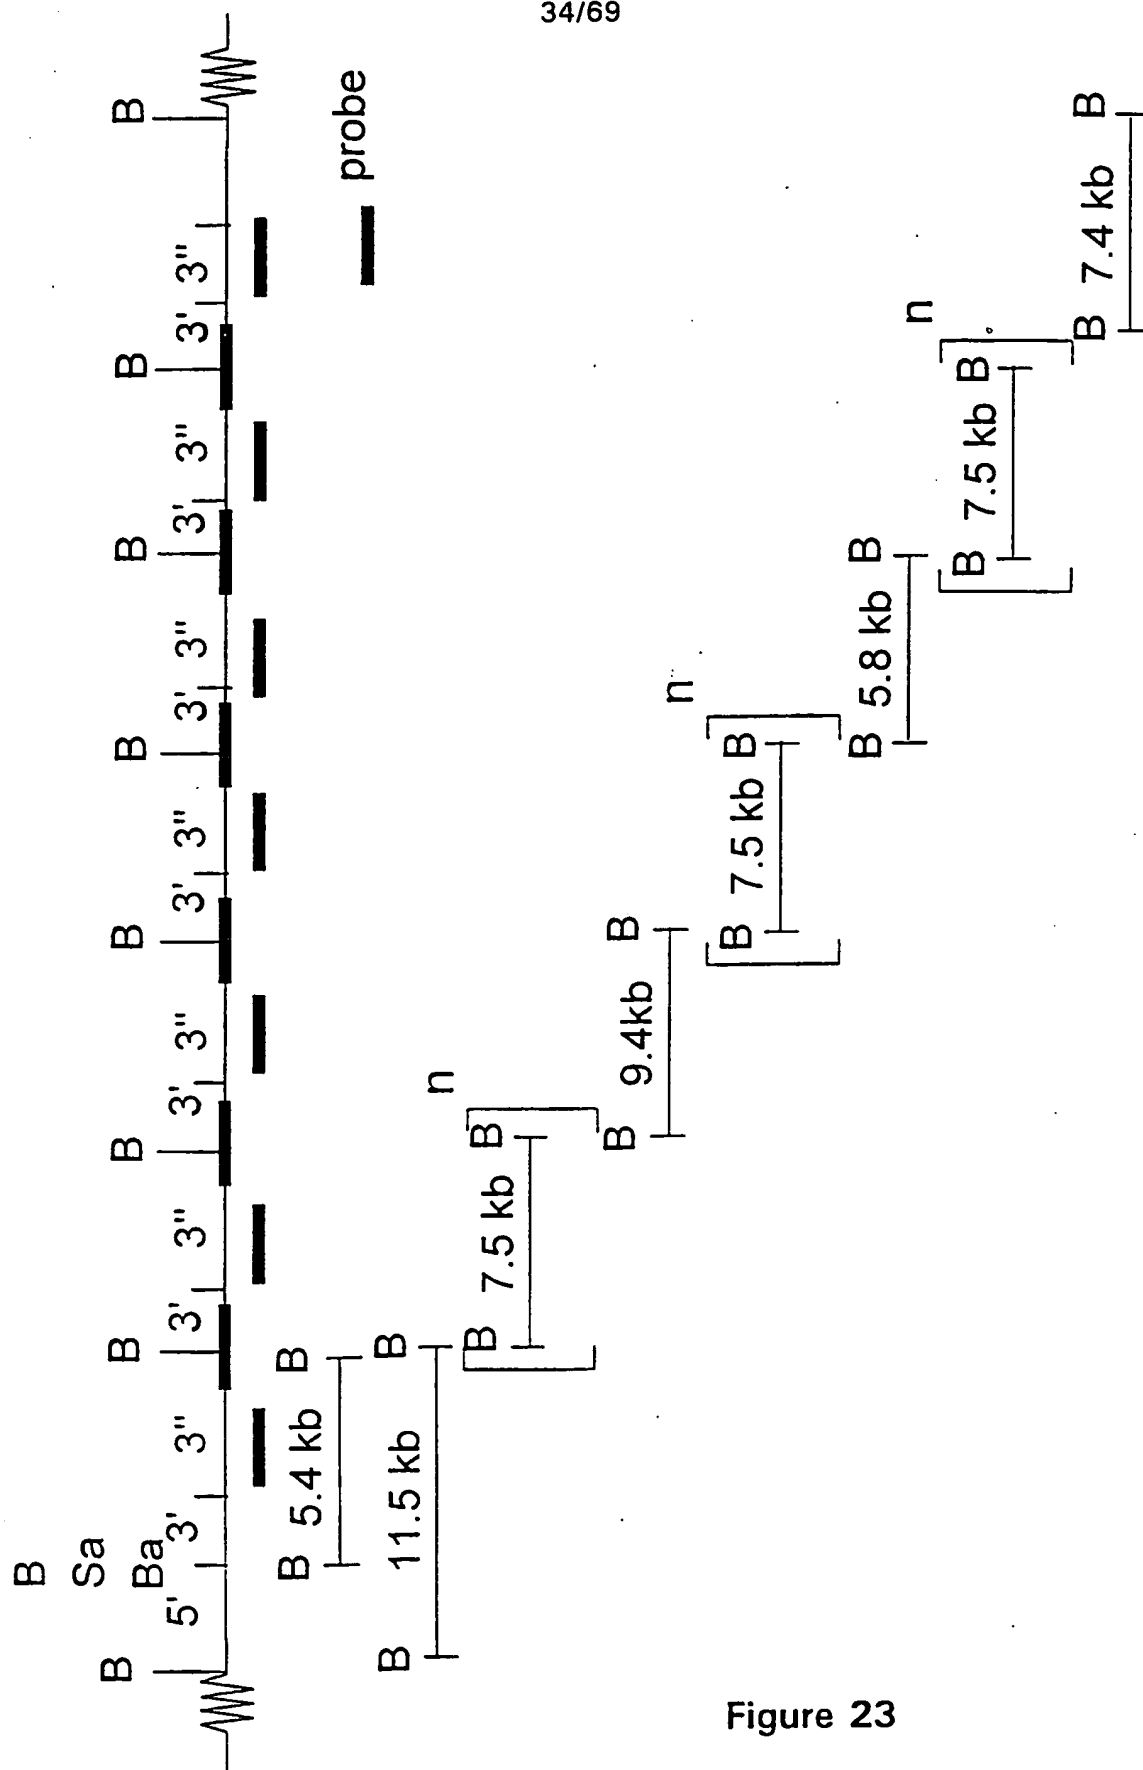 34/69
B
Sa
B B B B B B B B
Ba
5' 3' 3" 3' 3" 3' 3" 3' 3" 3' 3" 3' 3" 3' 3"
probe
B 5.4 kb B
B 11.5 kb B
B 7.5 kb B n
B 9.4kb B
B 7.5 kb B n
B 5.8 kb B
B 7.5 kb B n
B 7.4 kb B
Figure 23